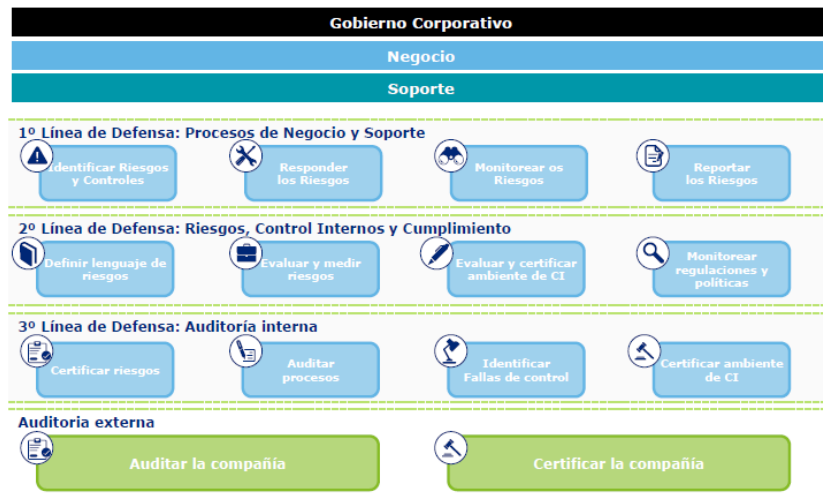 Gobierno Corporativo
Negocio
Soporte
1º Línea de Defensa: Procesos de Negocio y Soporte
Identificar Riesgos
y Controles
Responder
los Riesgos
Monitorear os
Riesgos
Reportar
los Riesgos
2º Línea de Defensa: Riesgos, Control Internos y Cumplimiento
Definir lenguaje de
riesgos
Evaluar y medir
riesgos
Evaluar y certificar
ambiente de CI
Monitorear
regulaciones y
políticas
3º Línea de Defensa: Auditoría interna
Certificar riesgos
Auditar
procesos
Identificar
Fallas de control
Certificar ambiente
de CI
Auditoria externa
Auditar la compañía
Certificar la compañía